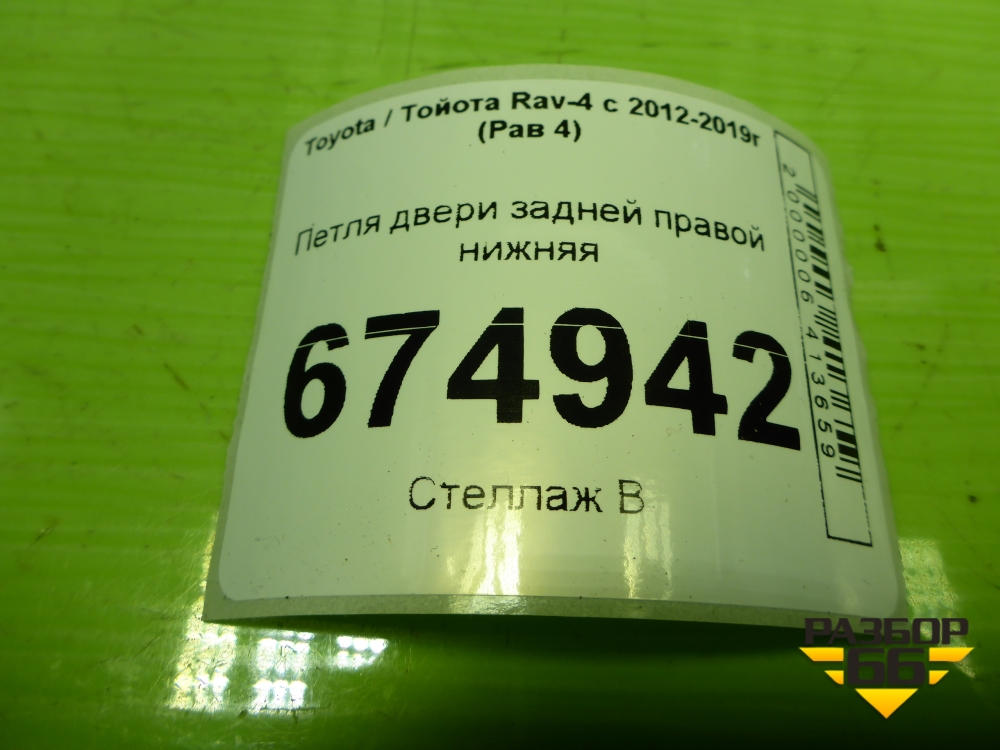 Toyota / Тойота Rav-4 с 2012-2019г
(Рав 4)
Петля двери задней правой
нижняя
674942
Стеллаж В
2000006413659
РАЗБОР
66